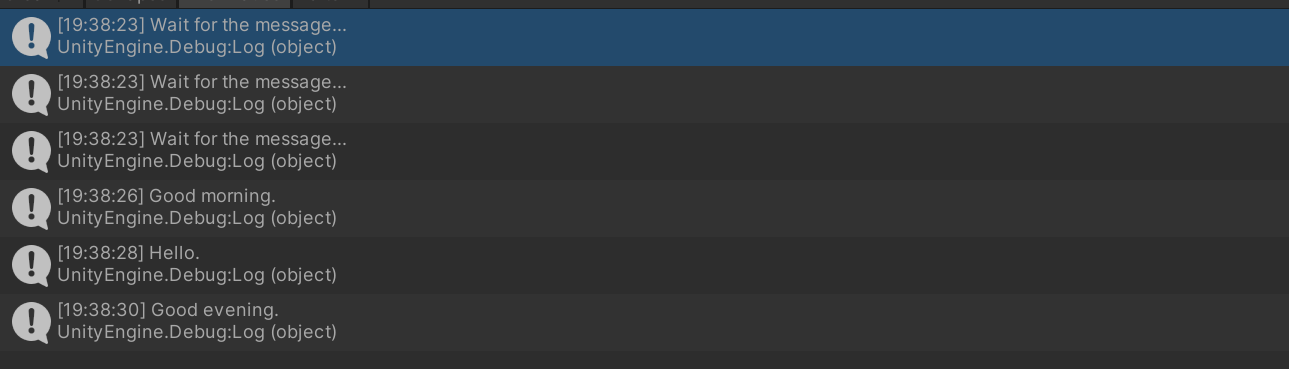 [19:38:23] Wait for the message...
UnityEngine.Debug:Log (object)
[19:38:23] Wait for the message...
UnityEngine.Debug:Log (object)
[19:38:23] Wait for the message...
UnityEngine.Debug:Log (object)
[19:38:26] Good morning.
UnityEngine.Debug:Log (object)
[19:38:28] Hello.
UnityEngine.Debug:Log (object)
[19:38:30] Good evening.
UnityEngine.Debug:Log (object)